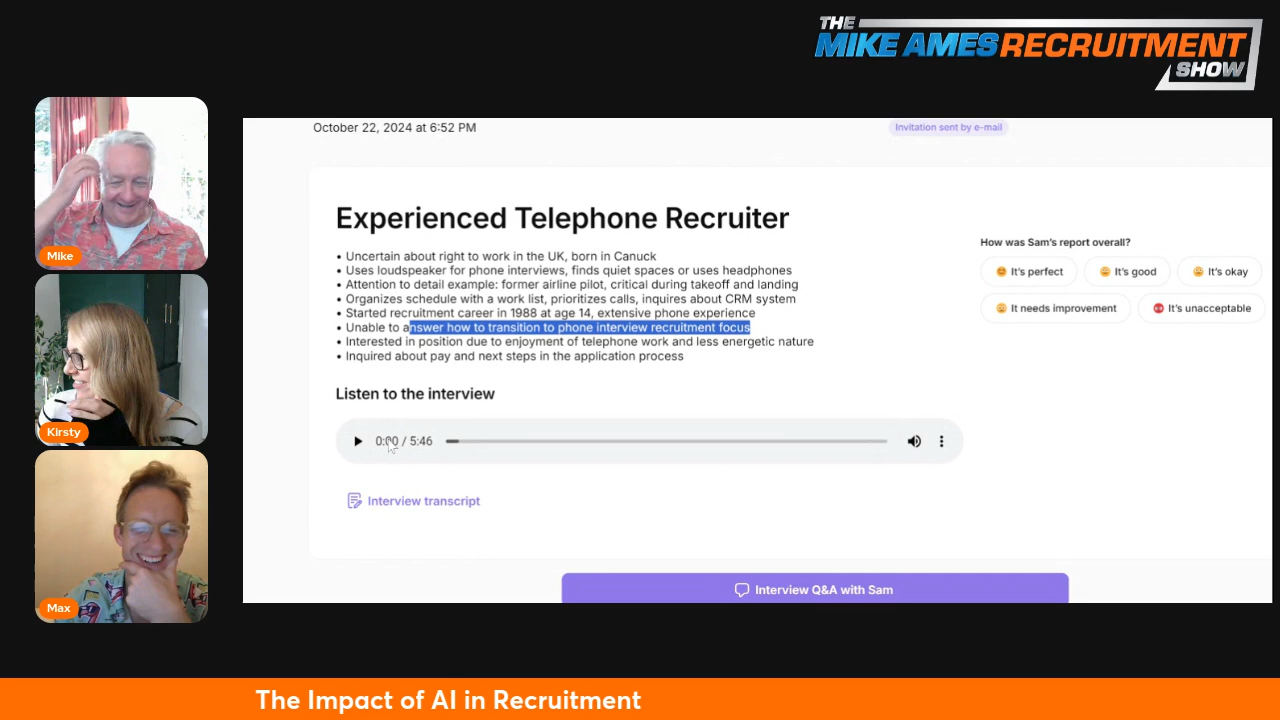 THE
MIKE AMES RECRUITMENT
SHOW
Mike
Kirsty
Max
October 22, 2024 at 6:52 PM
Invitation sent by e-mail
Experienced Telephone Recruiter
• Uncertain about right to work in the UK, born in Canuck
• Uses loudspeaker for phone interviews, finds quiet spaces or uses headphones
• Attention to detail example: former airline pilot, critical during takeoff and landing
• Organizes schedule with a work list, prioritizes calls, inquires about CRM system
• Started recruitment career in 1988 at age 14, extensive phone experience
• Unable to answer how to transition to phone interview recruitment focus
• Interested in position due to enjoyment of telephone work and less energetic nature
• Inquired about pay and next steps in the application process
How was Sam's report overall?
It's perfect
It's good
It's okay
It needs improvement
It's unacceptable
Listen to the interview
0:00 / 5:46
Interview transcript
Interview Q&A with Sam
The Impact of AI in Recruitment